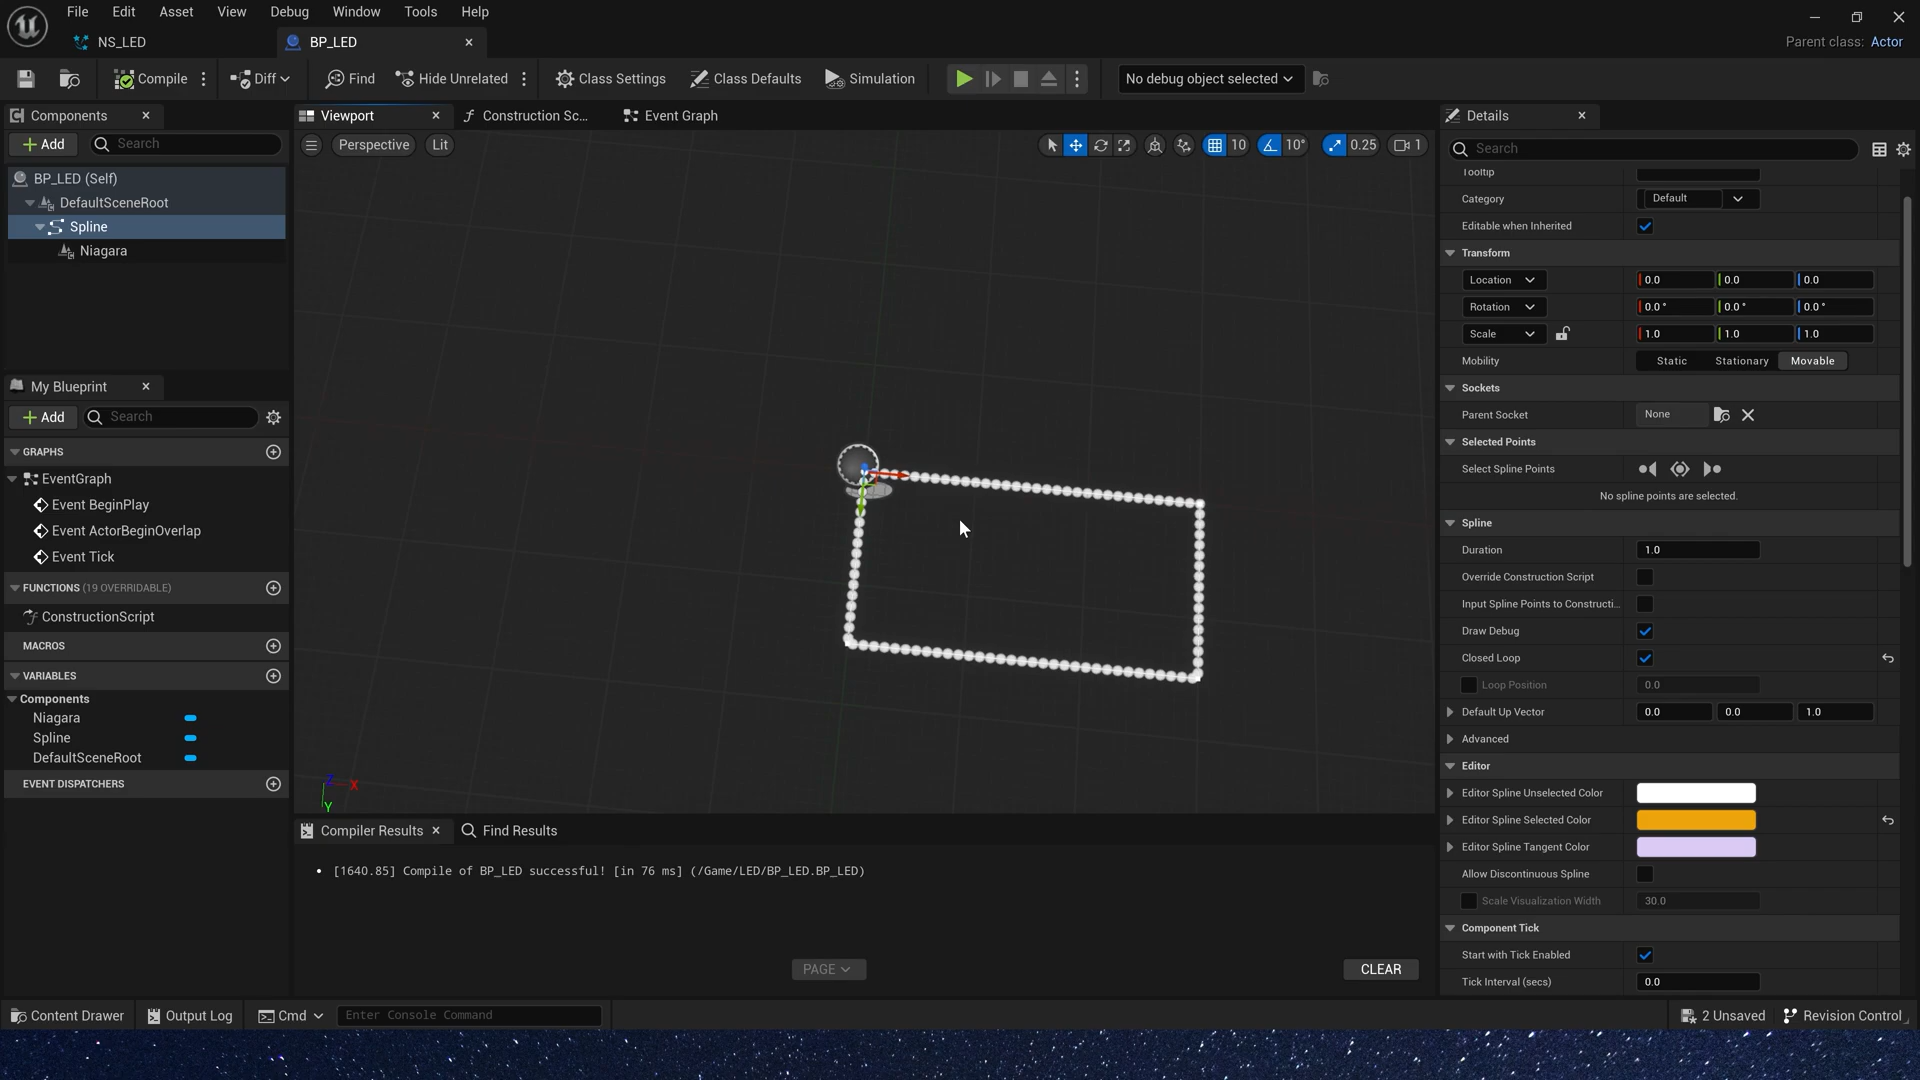 File Edit Asset View Debug Window Tools Help
NS_LED
BP_LED
Parent class: Actor
Compile
Diff
Find
Hide Unrelated
Class Settings
Class Defaults
Simulation
No debug object selected
Components
Viewport
Construction Sc...
Event Graph
Details
Add
Search
Perspective
Lit
10
10°
0.25
1
Search
BP_LED (Self)
DefaultSceneRoot
Spline
Niagara
Tooltip
Category
Default
Editable when Inherited
Transform
Location
0.0
0.0
0.0
Rotation
0.0 °
0.0 °
0.0 °
Scale
1.0
1.0
1.0
Mobility
Static
Stationary
Movable
Sockets
Parent Socket
None
Selected Points
Select Spline Points
No spline points are selected.
Spline
Duration
1.0
Override Construction Script
Input Spline Points to Constructi...
Draw Debug
Closed Loop
Loop Position
0.0
Default Up Vector
0.0
0.0
1.0
Advanced
Editor
Editor Spline Unselected Color
Editor Spline Selected Color
Editor Spline Tangent Color
Allow Discontinuous Spline
Scale Visualization Width
30.0
Component Tick
Start with Tick Enabled
Tick Interval (secs)
0.0
My Blueprint
Add
Search
GRAPHS
EventGraph
Event BeginPlay
Event ActorBeginOverlap
Event Tick
FUNCTIONS (19 OVERRIDABLE)
ConstructionScript
MACROS
VARIABLES
Components
Niagara
Spline
DefaultSceneRoot
EVENT DISPATCHERS
Z
X
Y
Compiler Results
Find Results
[1640.85] Compile of BP_LED successful! [in 76 ms] (/Game/LED/BP_LED.BP_LED)
PAGE
CLEAR
Content Drawer
Output Log
Cmd
Enter Console Command
2 Unsaved
Revision Control